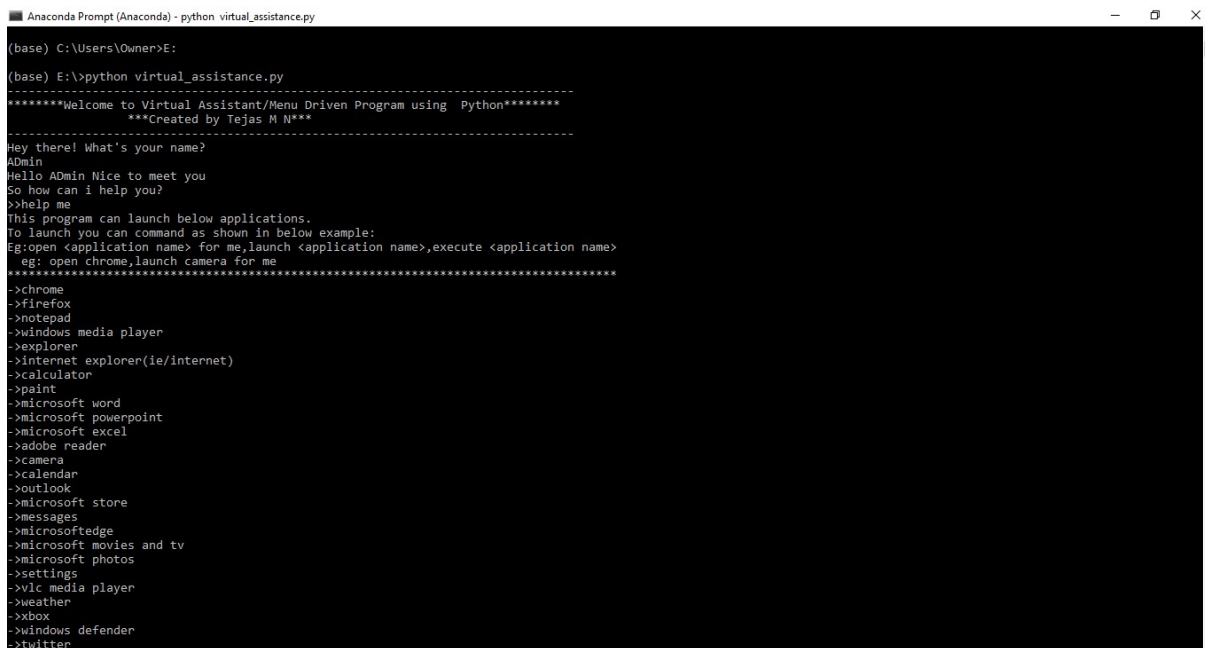 Anaconda Prompt (Anaconda) - python virtual_assistance.py
(base) C:\Users\Owner>E:
(base) E:\>python virtual_assistance.py
--------------------------------------------------------------------------------
********Welcome to Virtual Assistant/Menu Driven Program using  Python********
                 ***Created by Tejas M N***
--------------------------------------------------------------------------------
Hey there! What's your name?
ADmin
Hello ADmin Nice to meet you
So how can i help you?
>>help me
This program can launch below applications.
To launch you can command as shown in below example:
Eg:open <application name> for me,launch <application name>,execute <application name>
  eg: open chrome,launch camera for me
**************************************************************************************
->chrome
->firefox
->notepad
->windows media player
->explorer
->internet explorer(ie/internet)
->calculator
->paint
->microsoft word
->microsoft powerpoint
->microsoft excel
->adobe reader
->camera
->calendar
->outlook
->microsoft store
->messages
->microsoftedge
->microsoft movies and tv
->microsoft photos
->settings
->vlc media player
->weather
->xbox
->windows defender
->twitter